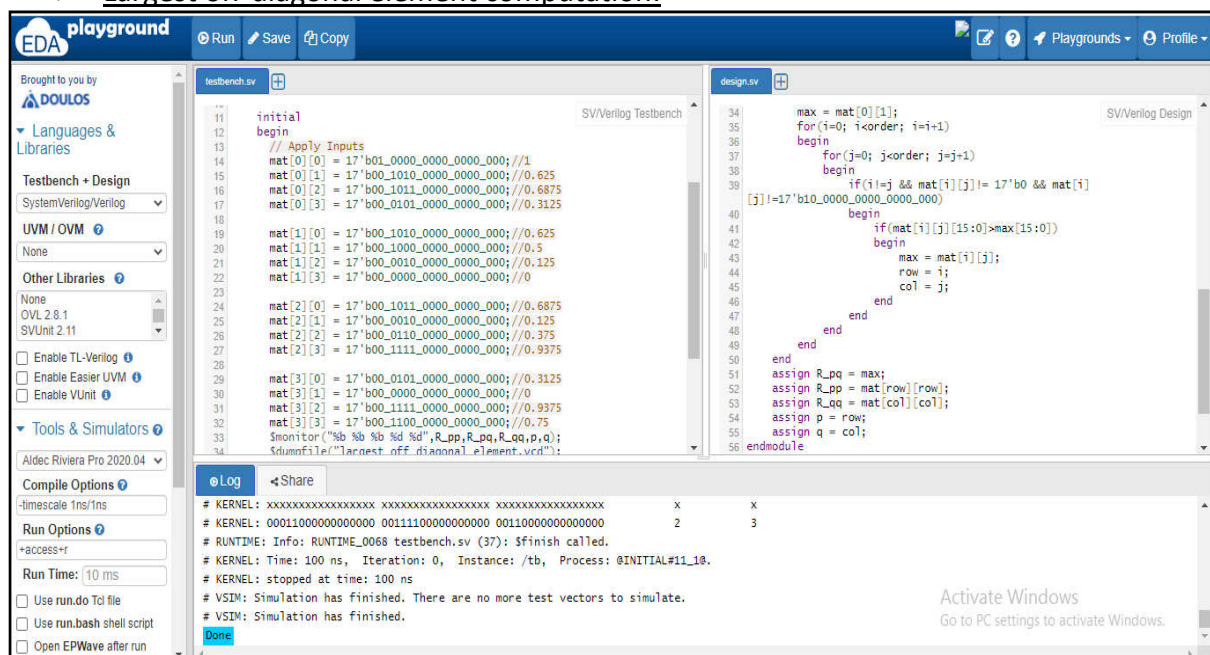 Largest off-diagonal element computation:
EDA playground
Run Save Copy
Playgrounds Profile
Brought to you by
DOULOS
Languages & Libraries
Testbench + Design
SystemVerilog/Verilog
UVM / OVM
None
Other Libraries
None
OVL 2.8.1
SVUnit 2.11
Enable TL-Verilog
Enable Easier UVM
Enable VUnit
Tools & Simulators
Aldec Riviera Pro 2020.04
Compile Options
-timescale 1ns/1ns
Run Options
+access+r
Run Time: 10 ms
Use run.do Tcl file
Use run.bash shell script
Open EPWave after run
testbench.sv
SV/Verilog Testbench
11 initial
12 begin
13 // Apply Inputs
14 mat[0][0] = 17'b01_0000_0000_0000_000;//1
15 mat[0][1] = 17'b00_1010_0000_0000_000;//0.625
16 mat[0][2] = 17'b00_1011_0000_0000_000;//0.6875
17 mat[0][3] = 17'b00_0101_0000_0000_000;//0.3125
18
19 mat[1][0] = 17'b00_1010_0000_0000_000;//0.625
20 mat[1][1] = 17'b00_1000_0000_0000_000;//0.5
21 mat[1][2] = 17'b00_0010_0000_0000_000;//0.125
22 mat[1][3] = 17'b00_0000_0000_0000_000;//0
23
24 mat[2][0] = 17'b00_1011_0000_0000_000;//0.6875
25 mat[2][1] = 17'b00_0010_0000_0000_000;//0.125
26 mat[2][2] = 17'b00_0110_0000_0000_000;//0.375
27 mat[2][3] = 17'b00_1111_0000_0000_000;//0.9375
28
29 mat[3][0] = 17'b00_0101_0000_0000_000;//0.3125
30 mat[3][1] = 17'b00_0000_0000_0000_000;//0
31 mat[3][2] = 17'b00_1111_0000_0000_000;//0.9375
32 mat[3][3] = 17'b00_1100_0000_0000_000;//0.75
33 $monitor("%b %b %b %d %d",R_pp,R_pq,R_qq,p,q);
34 $dumpfile("largest_off_diagonal_element.vcd");
design.sv
SV/Verilog Design
34 max = mat[0][1];
35 for(i=0; i<order; i=i+1)
36 begin
37 for(j=0; j<order; j=j+1)
38 begin
39 if(i!=j && mat[i][j]!= 17'b0 && mat[i]
[j]!=17'b10_0000_0000_0000_000)
40 begin
41 if(mat[i][j][15:0]>max[15:0])
42 begin
43 max = mat[i][j];
44 row = i;
45 col = j;
46 end
47 end
48 end
49 end
50 end
51 assign R_pq = max;
52 assign R_pp = mat[row][row];
53 assign R_qq = mat[col][col];
54 assign p = row;
55 assign q = col;
56 endmodule
Log Share
# KERNEL: xxxxxxxxxxxxxxxxx xxxxxxxxxxxxxxxxx xxxxxxxxxxxxxxxxx x x
# KERNEL: 00011000000000000 00111100000000000 00110000000000000 2 3
# RUNTIME: Info: RUNTIME_0068 testbench.sv (37): $finish called.
# KERNEL: Time: 100 ns, Iteration: 0, Instance: /tb, Process: @INITIAL#11_1@.
# KERNEL: stopped at time: 100 ns
# VSIM: Simulation has finished. There are no more test vectors to simulate.
# VSIM: Simulation has finished.
Done
Activate Windows
Go to PC settings to activate Windows.